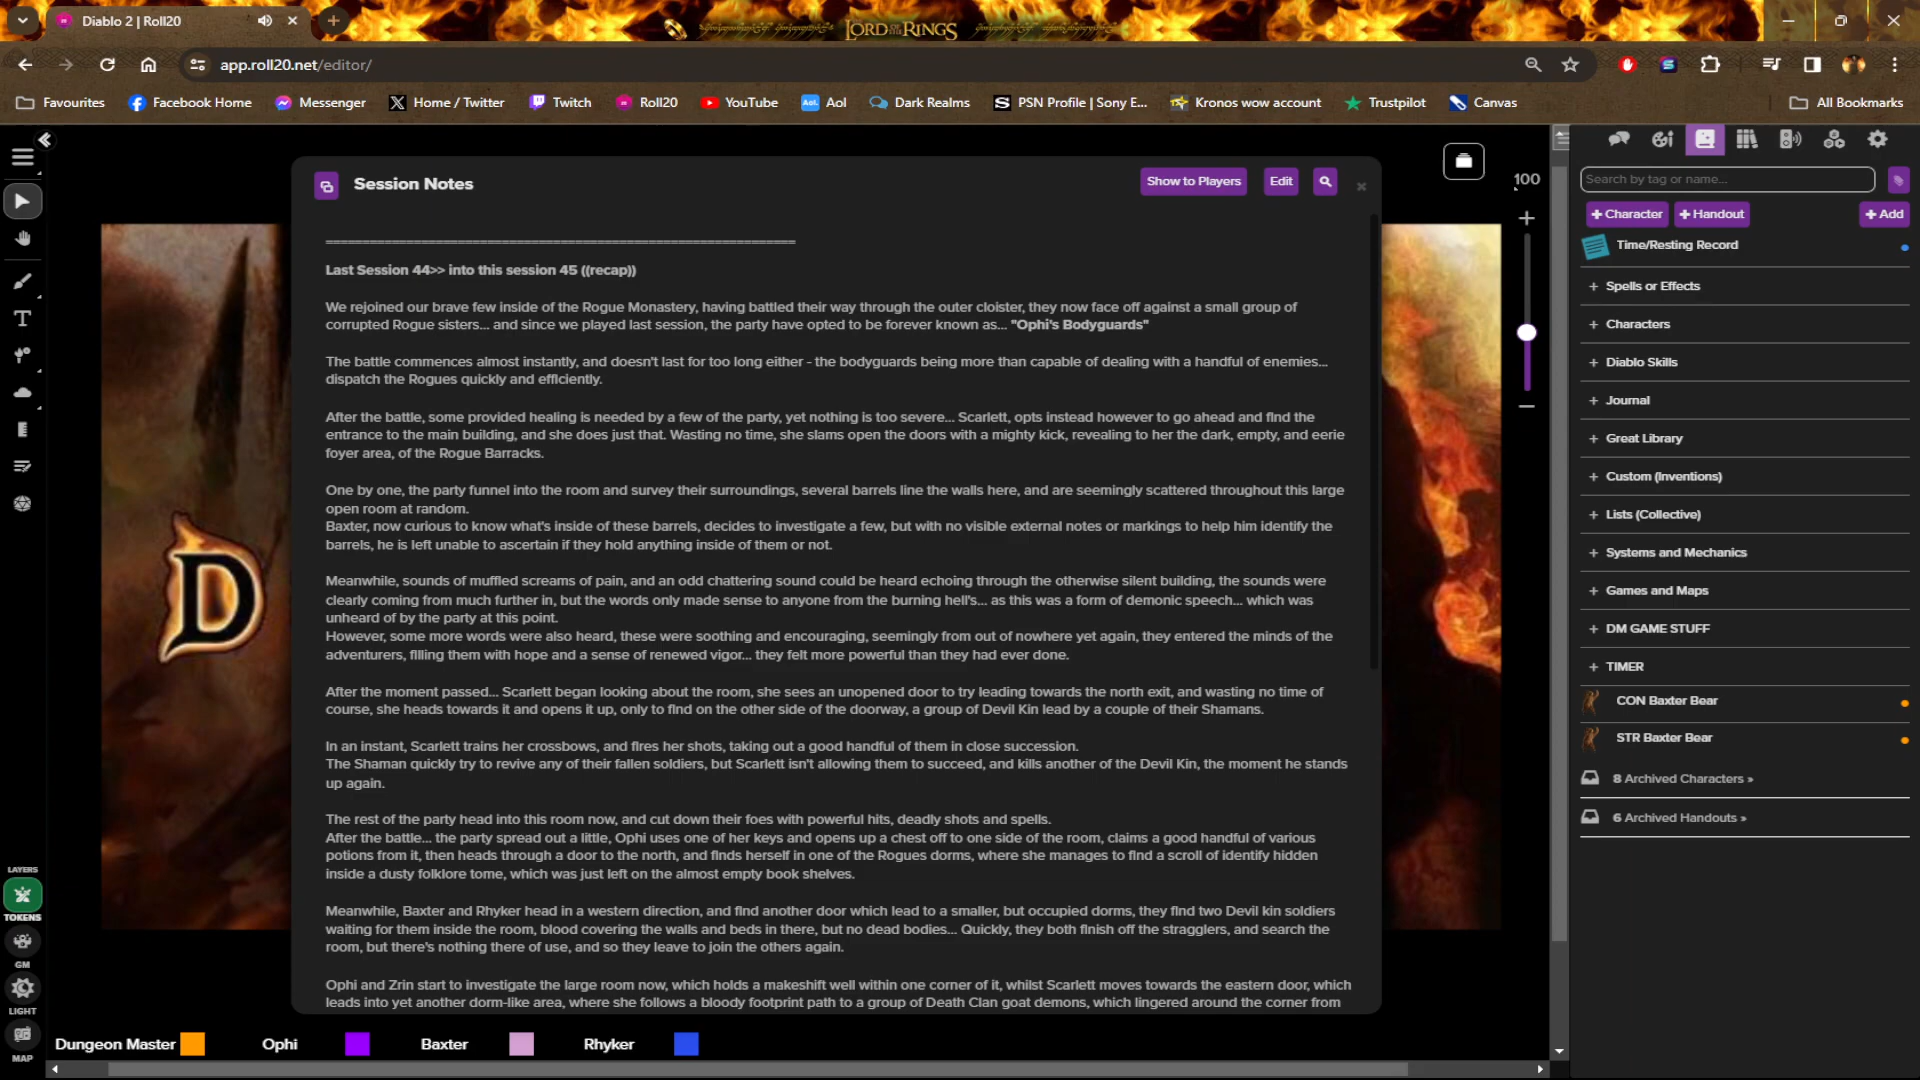 Diablo 2 | Roll20
THE LORD OF THE RINGS
app.roll20.net/editor/
Favourites
Facebook Home
Messenger
Home / Twitter
Twitch
Roll20
YouTube
Aol.
Aol
Dark Realms
PSN Profile | Sony E...
Kronos wow account
Trustpilot
Canvas
All Bookmarks
Session Notes
Show to Players
Edit
100
Last Session 44>> into this session 45 ((recap))
We rejoined our brave few inside of the Rogue Monastery, having battled their way through the outer cloister, they now face off against a small group of
corrupted Rogue sisters... and since we played last session, the party have opted to be forever known as... "Ophi's Bodyguards"
The battle commences almost instantly, and doesn't last for too long either - the bodyguards being more than capable of dealing with a handful of enemies...
dispatch the Rogues quickly and efficiently.
After the battle, some provided healing is needed by a few of the party, yet nothing is too severe... Scarlett, opts instead however to go ahead and find the
entrance to the main building, and she does just that. Wasting no time, she slams open the doors with a mighty kick, revealing to her the dark, empty, and eerie
foyer area, of the Rogue Barracks.
One by one, the party funnel into the room and survey their surroundings, several barrels line the walls here, and are seemingly scattered throughout this large
open room at random.
Baxter, now curious to know what's inside of these barrels, decides to investigate a few, but with no visible external notes or markings to help him identify the
barrels, he is left unable to ascertain if they hold anything inside of them or not.
Meanwhile, sounds of muffled screams of pain, and an odd chattering sound could be heard echoing through the otherwise silent building, the sounds were
clearly coming from much further in, but the words only made sense to anyone from the burning hell's... as this was a form of demonic speech... which was
unheard of by the party at this point.
However, some more words were also heard, these were soothing and encouraging, seemingly from out of nowhere yet again, they entered the minds of the
adventurers, filling them with hope and a sense of renewed vigor... they felt more powerful than they had ever done.
After the moment passed... Scarlett began looking about the room, she sees an unopened door to try leading towards the north exit, and wasting no time of
course, she heads towards it and opens it up, only to find on the other side of the doorway, a group of Devil Kin lead by a couple of their Shamans.
In an instant, Scarlett trains her crossbows, and fires her shots, taking out a good handful of them in close succession.
The Shaman quickly try to revive any of their fallen soldiers, but Scarlett isn't allowing them to succeed, and kills another of the Devil Kin, the moment he stands
up again.
The rest of the party head into this room now, and cut down their foes with powerful hits, deadly shots and spells.
After the battle... the party spread out a little, Ophi uses one of her keys and opens up a chest off to one side of the room, claims a good handful of various
potions from it, then heads through a door to the north, and finds herself in one of the Rogues dorms, where she manages to find a scroll of identify hidden
inside a dusty folklore tome, which was just left on the almost empty book shelves.
Meanwhile, Baxter and Rhyker head in a western direction, and find another door which lead to a smaller, but occupied dorms, they find two Devil kin soldiers
waiting for them inside the room, blood covering the walls and beds in there, but no dead bodies... Quickly, they both finish off the stragglers, and search the
room, but there's nothing there of use, and so they leave to join the others again.
Ophi and Zrin start to investigate the large room now, which holds a makeshift well within one corner of it, whilst Scarlett moves towards the eastern door, which
leads into yet another dorm-like area, where she follows a bloody footprint path to a group of Death Clan goat demons, which lingered around the corner from
D
LAYERS
TOKENS
GM
LIGHT
MAP
Dungeon Master
Ophi
Baxter
Rhyker
Search by tag or name...
+ Character
+ Handout
+ Add
Time/Resting Record
+ Spells or Effects
+ Characters
+ Diablo Skills
+ Journal
+ Great Library
+ Custom (Inventions)
+ Lists (Collective)
+ Systems and Mechanics
+ Games and Maps
+ DM GAME STUFF
+ TIMER
CON Baxter Bear
STR Baxter Bear
8 Archived Characters »
6 Archived Handouts »